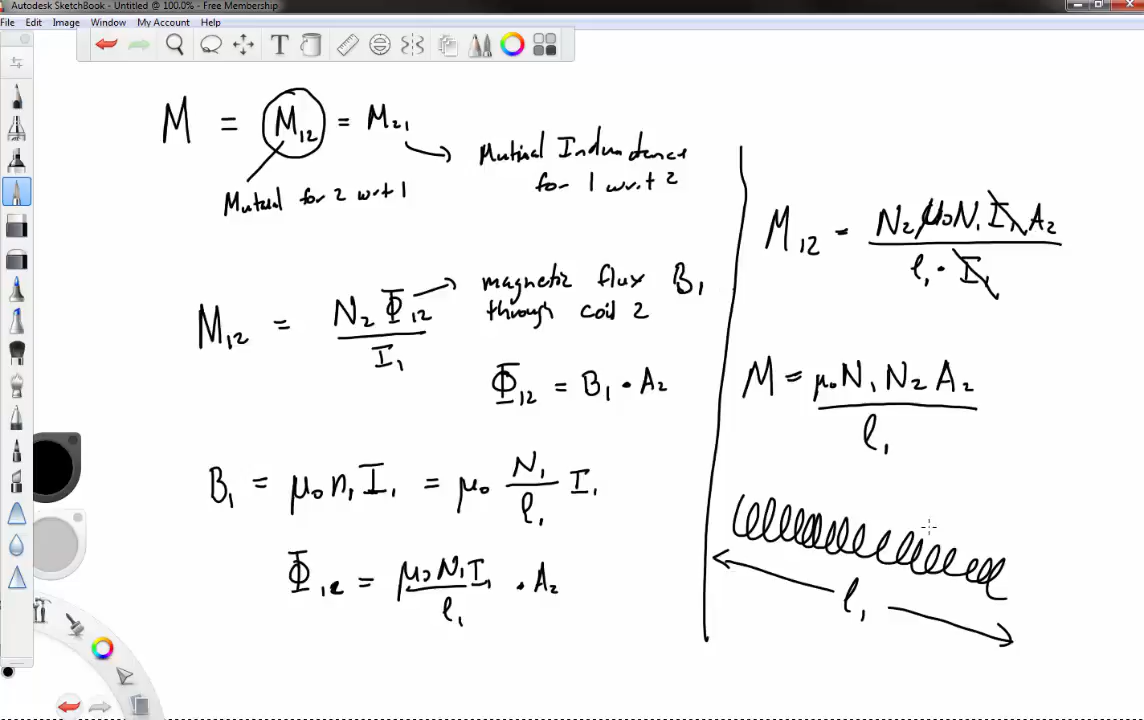 Autodesk SketchBook - Untitled @ 100.0% - Free Membership
File Edit Image Window My Account Help
M = M₁₂ = M₂₁
Mutual Inductance
for 1 w.r.t 2
Mutual for 2 wrt 1
M₁₂ = N₂ Φ₁₂ / I₁
magnetic flux B₁
through coil 2
Φ₁₂ = B₁ · A₂
B₁ = μ₀ n₁ I₁ = μ₀ N₁ / ℓ₁ I₁
Φ₁₂ = μ₀ N₁ I₁ / ℓ₁ · A₂
M₁₂ = N₂ μ₀ N₁ I₁ A₂ / ℓ₁ · I₁
M = μ₀ N₁ N₂ A₂ / ℓ₁
ℓ₁